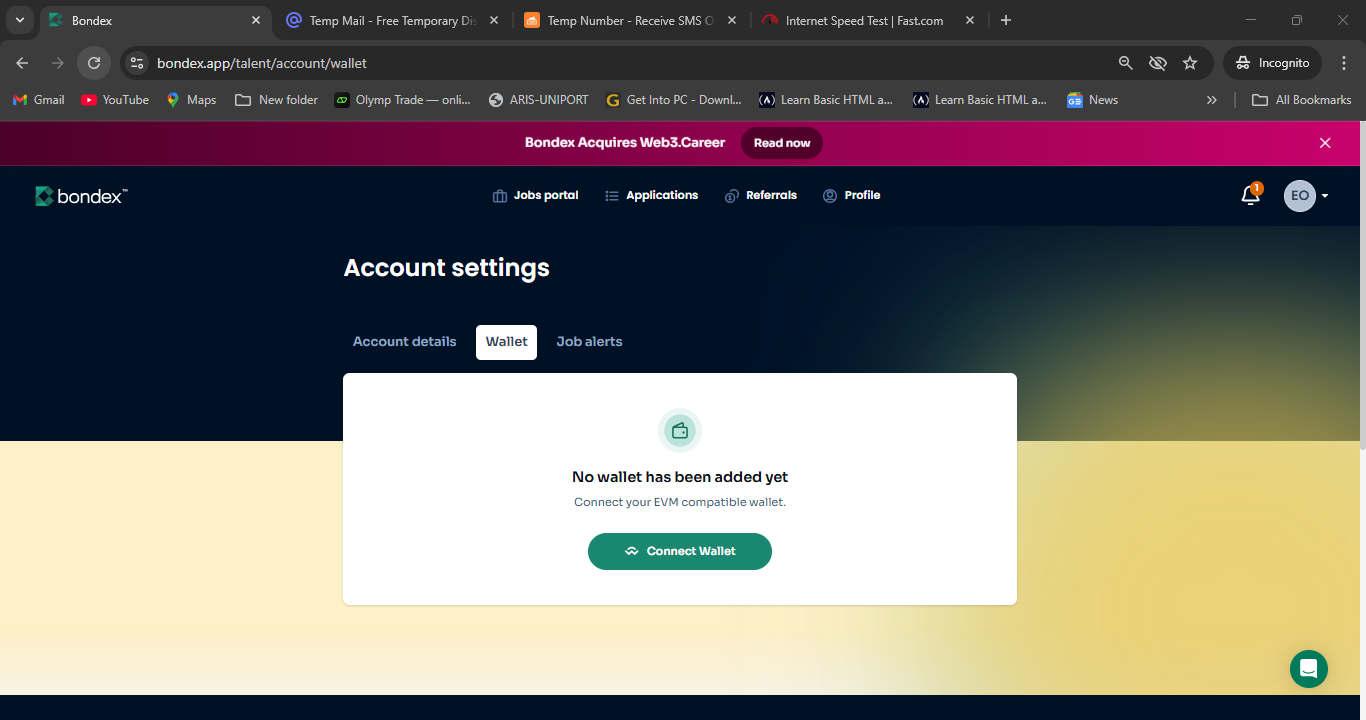 Bondex
Temp Mail - Free Temporary Dis
Temp Number - Receive SMS O
Internet Speed Test | Fast.com
bondex.app/talent/account/wallet
Incognito
Gmail
YouTube
Maps
New folder
Olymp Trade — onli...
ARIS-UNIPORT
Get Into PC - Downl...
Learn Basic HTML a...
Learn Basic HTML a...
News
All Bookmarks
Bondex Acquires Web3.Career
Read now
bondex™
Jobs portal
Applications
Referrals
Profile
1
EO
Account settings
Account details
Wallet
Job alerts
No wallet has been added yet
Connect your EVM compatible wallet.
Connect Wallet